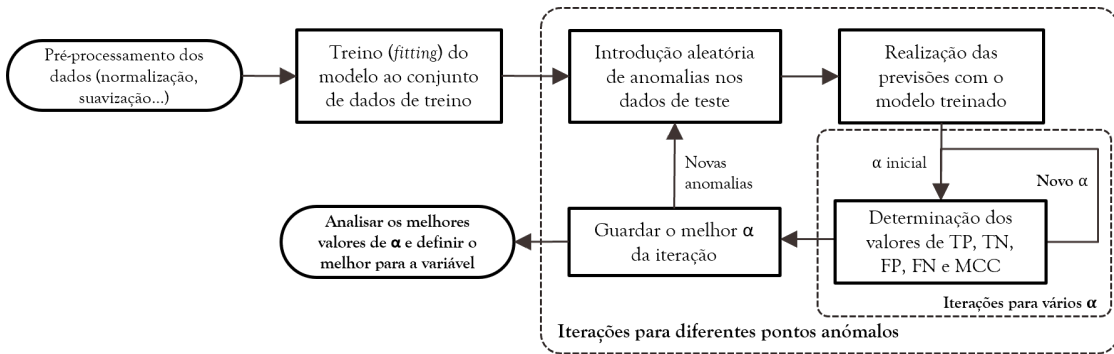 Pré-processamento dos
dados (normalização,
suavização...)
Treino (fitting) do
modelo ao conjunto
de dados de treino
Introdução aleatória
de anomalias nos
dados de teste
Realização das
previsões com o
modelo treinado
α inicial
Novo α
Determinação dos
valores de TP, TN,
FP, FN e MCC
Iterações para vários α
Guardar o melhor α
da iteração
Novas
anomalias
Analisar os melhores
valores de α e definir o
melhor para a variável
Iterações para diferentes pontos anómalos